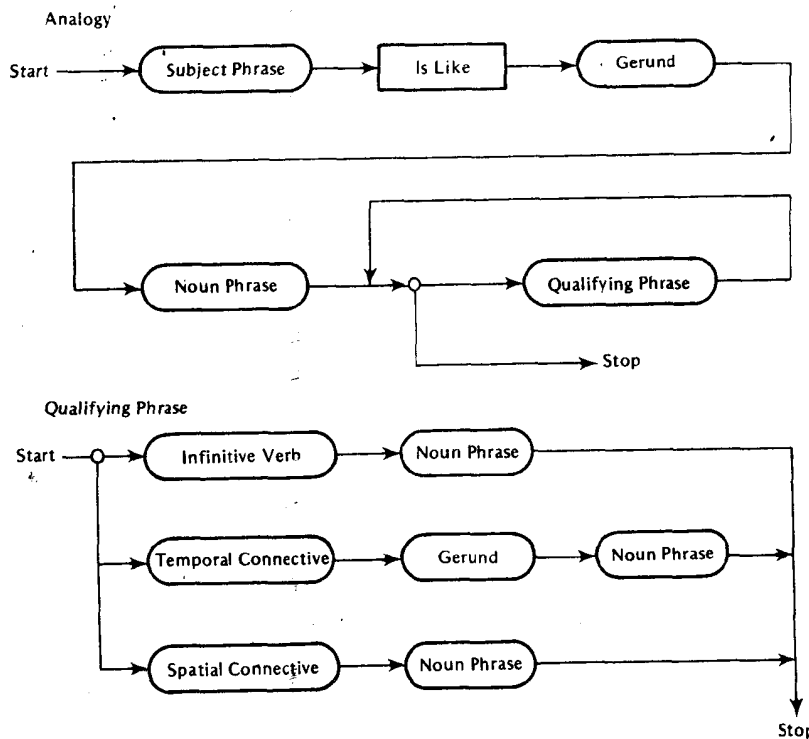 Analogy
Start Subject Phrase Is Like Gerund
Noun Phrase Qualifying Phrase
Stop
Qualifying Phrase
Start Infinitive Verb Noun Phrase
Temporal Connective Gerund Noun Phrase
Spatial Connective Noun Phrase
Stop